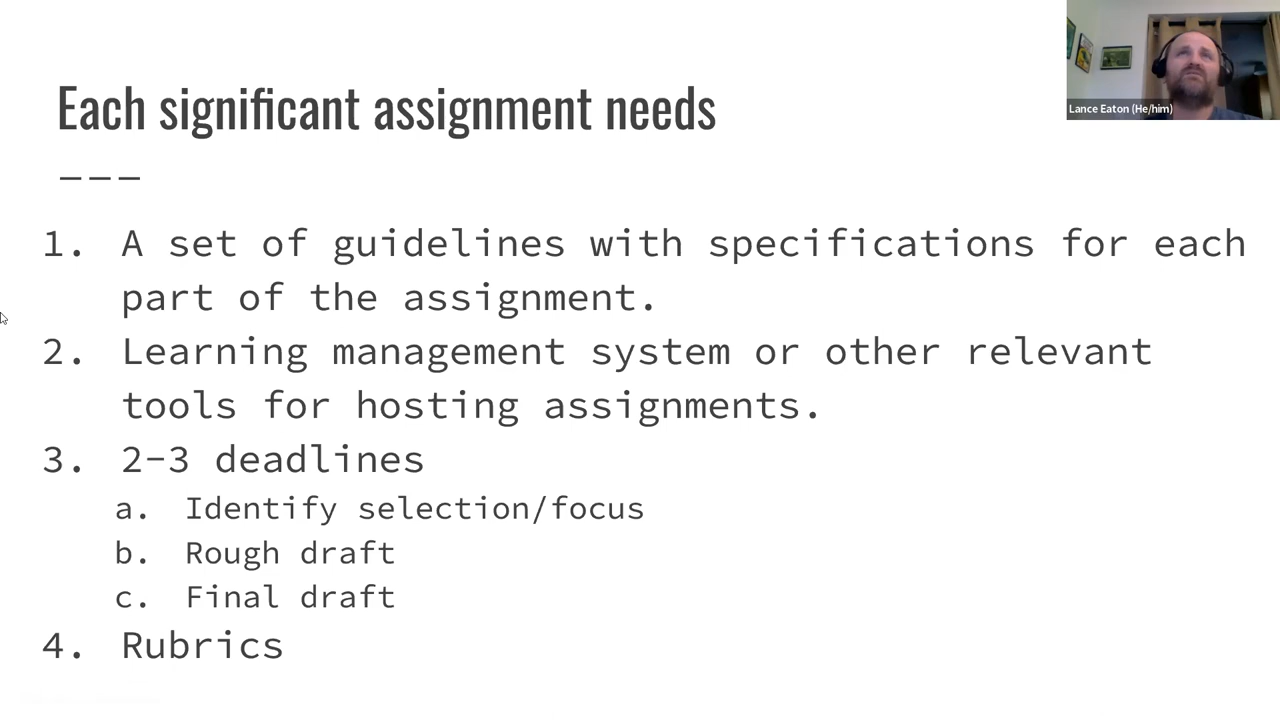 Each significant assignment needs
Lance Eaton (He/him)
1. A set of guidelines with specifications for each
part of the assignment.
2. Learning management system or other relevant
tools for hosting assignments.
3. 2-3 deadlines
a. Identify selection/focus
b. Rough draft
c. Final draft
4. Rubrics